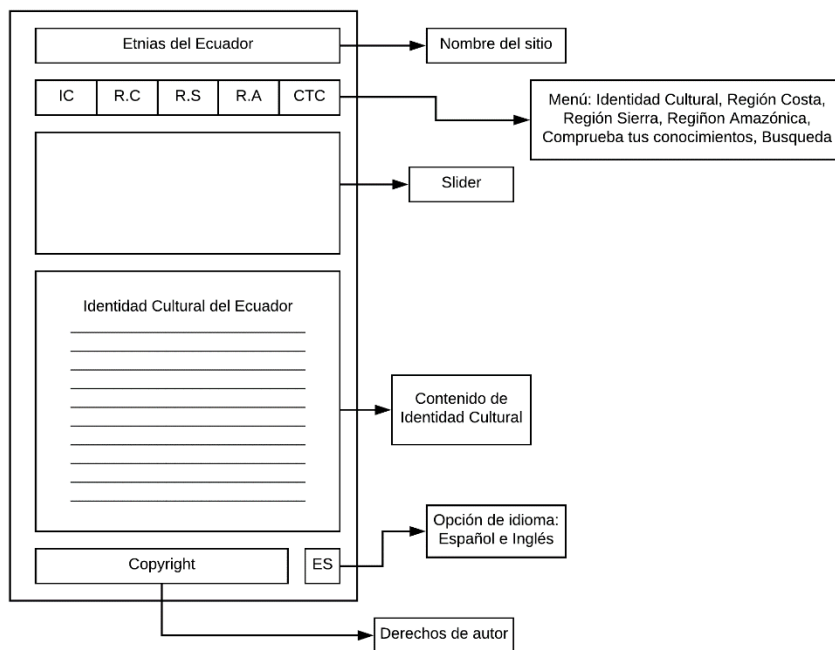 Etnias del Ecuador
Nombre del sitio
IC R.C R.S R.A CTC
Menú: Identidad Cultural, Región Costa,
Región Sierra, Regiñon Amazónica,
Comprueba tus conocimientos, Busqueda
Slider
Identidad Cultural del Ecuador
Contenido de
Identidad Cultural
Opción de idioma:
Español e Inglés
Copyright
ES
Derechos de autor